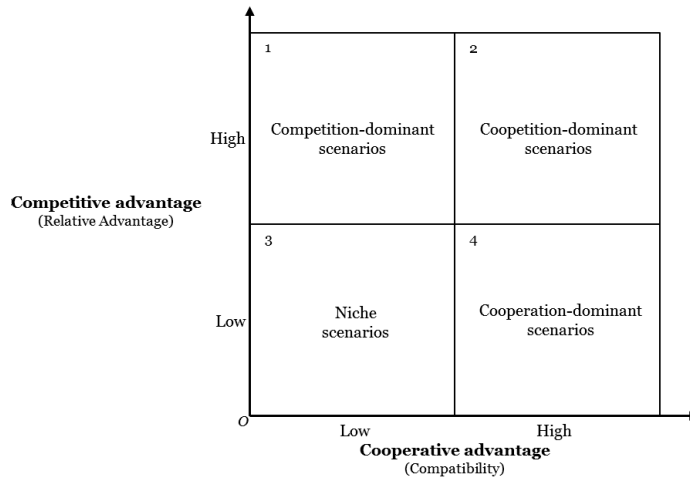 1
2
Competition-dominant
scenarios
Coopetition-dominant
scenarios
High
Competitive advantage
(Relative Advantage)
3
4
Niche
scenarios
Cooperation-dominant
scenarios
Low
O
Low
High
Cooperative advantage
(Compatibility)